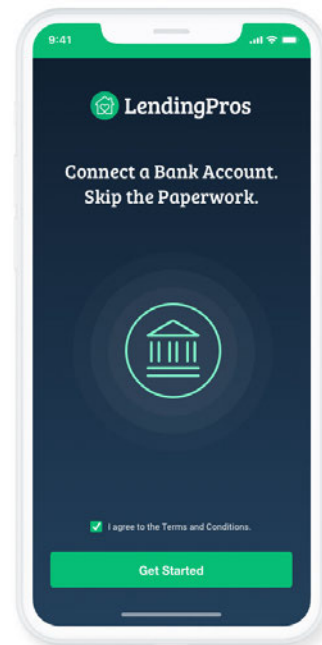 9:41
LendingPros
Connect a Bank Account.
Skip the Paperwork.
I agree to the Terms and Conditions.
Get Started